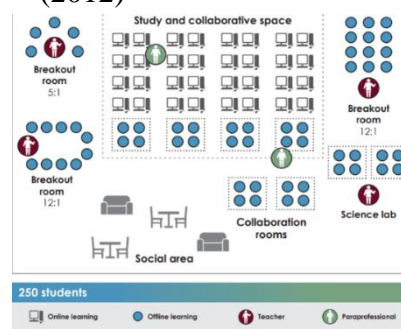 (2012)
Study and collaborative space
Breakout
room
5:1
Breakout
room
12:1
Breakout
room
12:1
Science lab
Collaboration
rooms
Social area
250 students
Online learning
Offline learning
Teacher
Paraprofessional